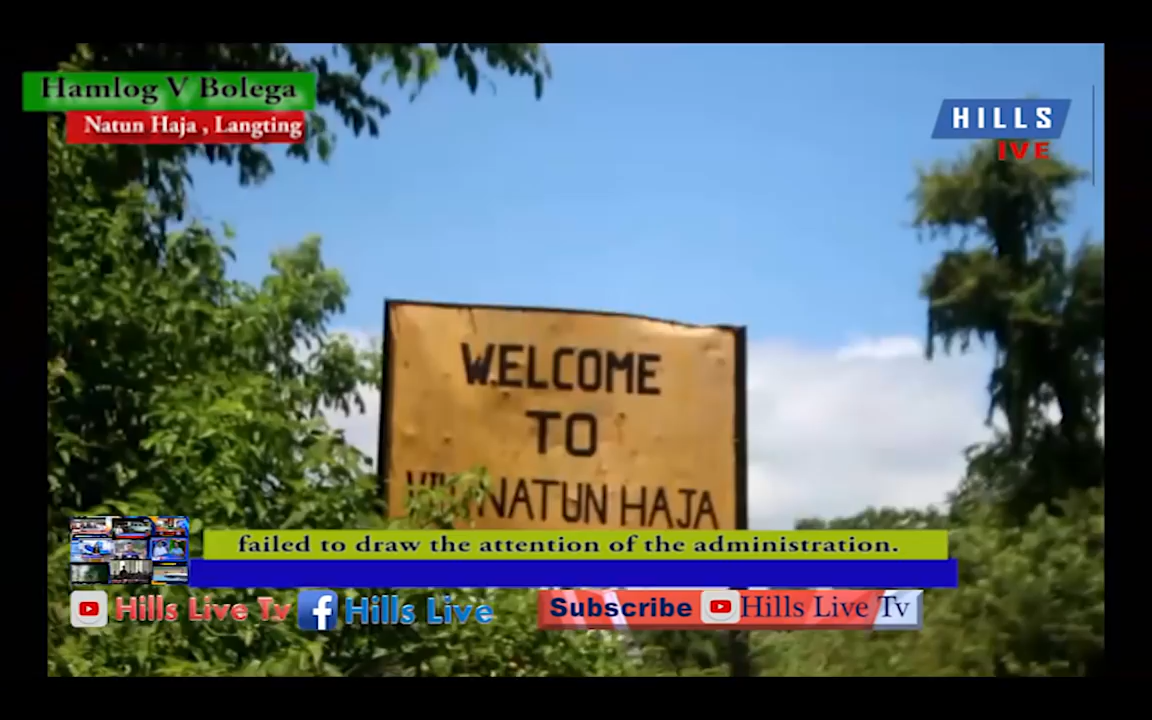 Hamlog V Bolega
Natun Haja , Langting
HILLS
IVE
WELCOME
TO
NATUN HAJA
failed to draw the attention of the administration.
Hills Live Tv
Hills Live
Subscribe Hills Live Tv